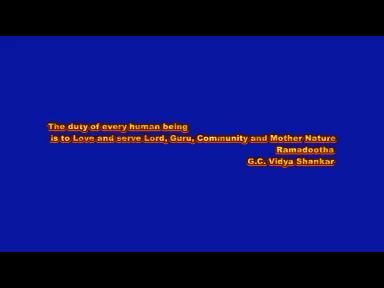 The duty of every human being
is to Love and serve Lord, Guru, Community and Mother Nature
Ramadootha
G.C. Vidya Shankar